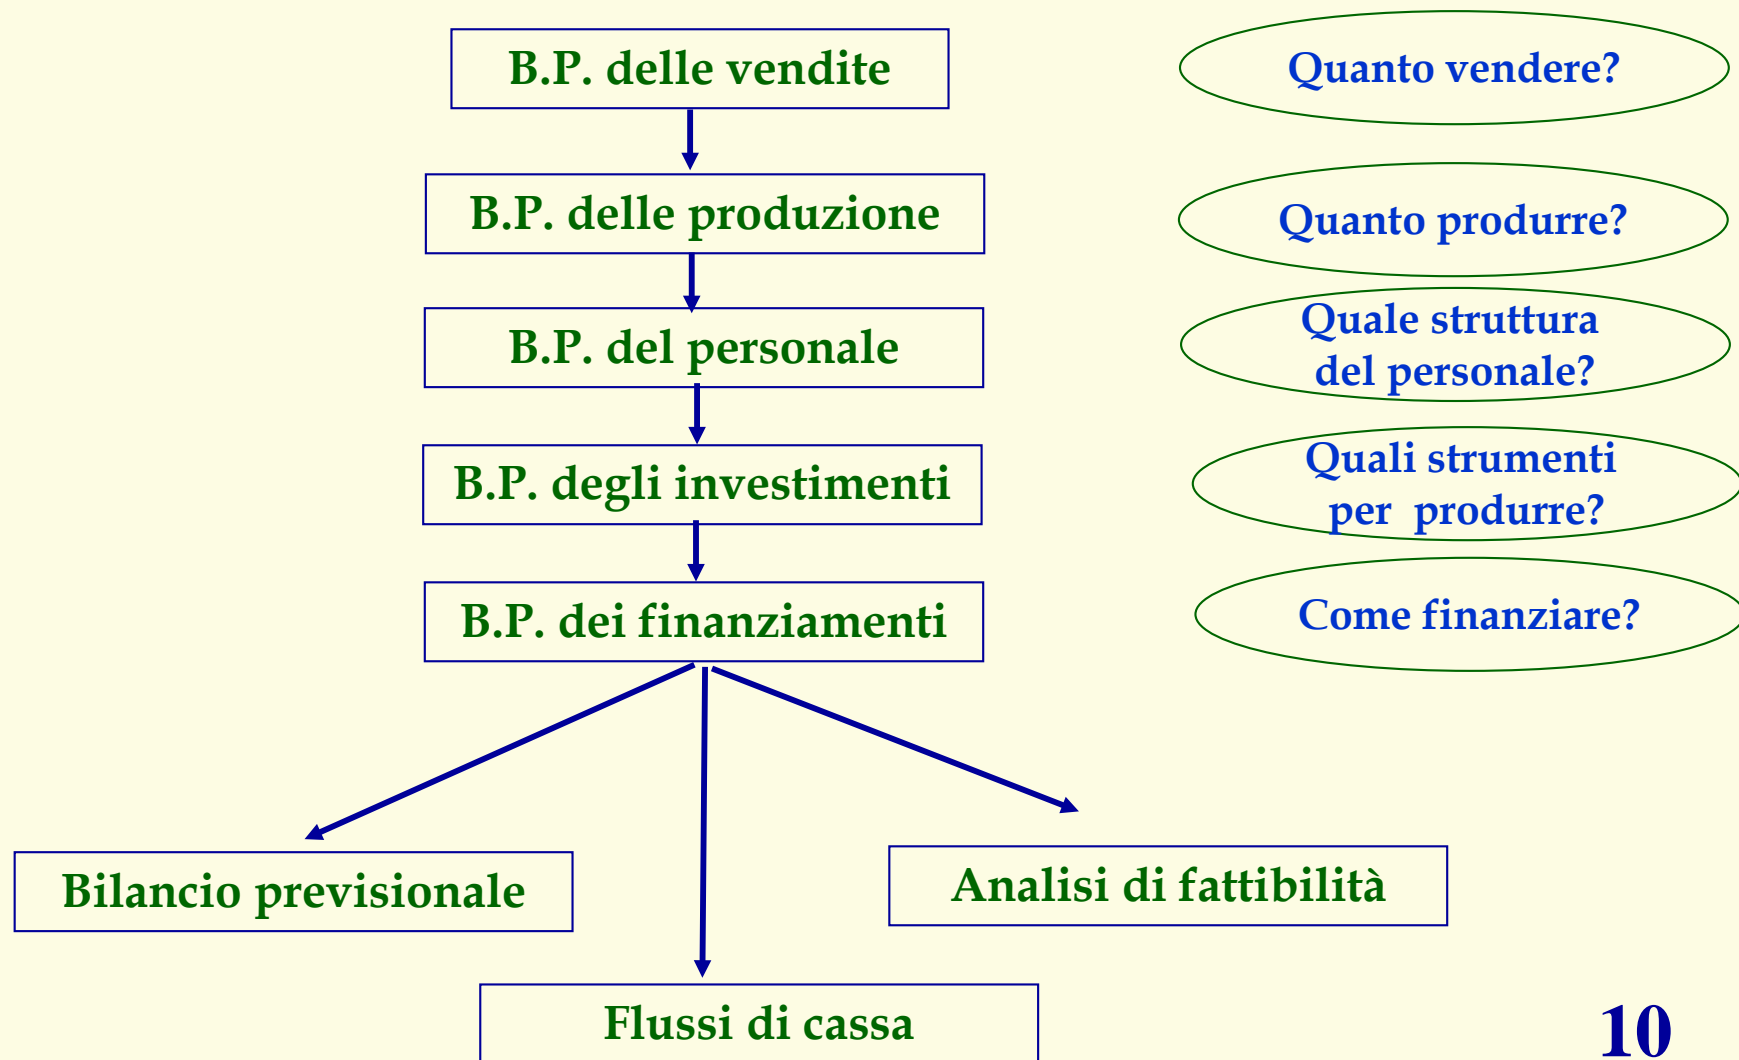 B.P. delle vendite
Quanto vendere?
B.P. delle produzione
Quanto produrre?
B.P. del personale
Quale struttura
del personale?
B.P. degli investimenti
Quali strumenti
per produrre?
B.P. dei finanziamenti
Come finanziare?
Bilancio previsionale
Analisi di fattibilità
Flussi di cassa
10